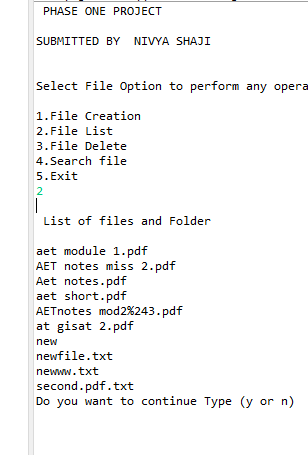 PHASE ONE PROJECT
SUBMITTED BY NIVYA SHAJI
Select File Option to perform any opera
1.File Creation
2.File List
3.File Delete
4.Search file
5.Exit
2
List of files and Folder
aet module 1.pdf
AET notes miss 2.pdf
Aet notes.pdf
aet short.pdf
AETnotes mod2%243.pdf
at gisat 2.pdf
new
newfile.txt
newww.txt
second.pdf.txt
Do you want to continue Type (y or n)